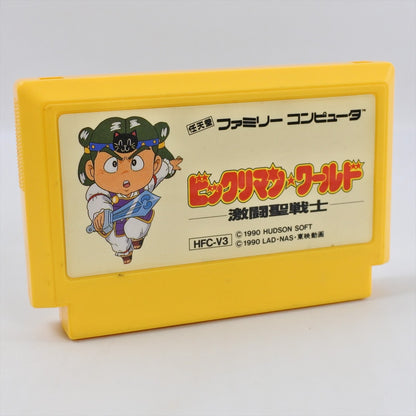 任天堂 ファミリー コンピュータ™
ビックリマン★ワールド
激闘聖戦士
HFC-V3
© 1990 HUDSON SOFT
© 1990 LAD・NAS・東映動画